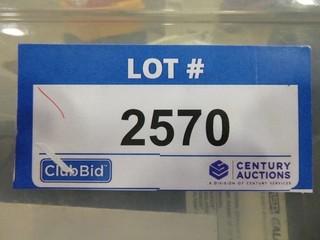 LOT #
2570
ClubBid
CENTURY
AUCTIONS
A DIVISION OF CENTURY SERVICES